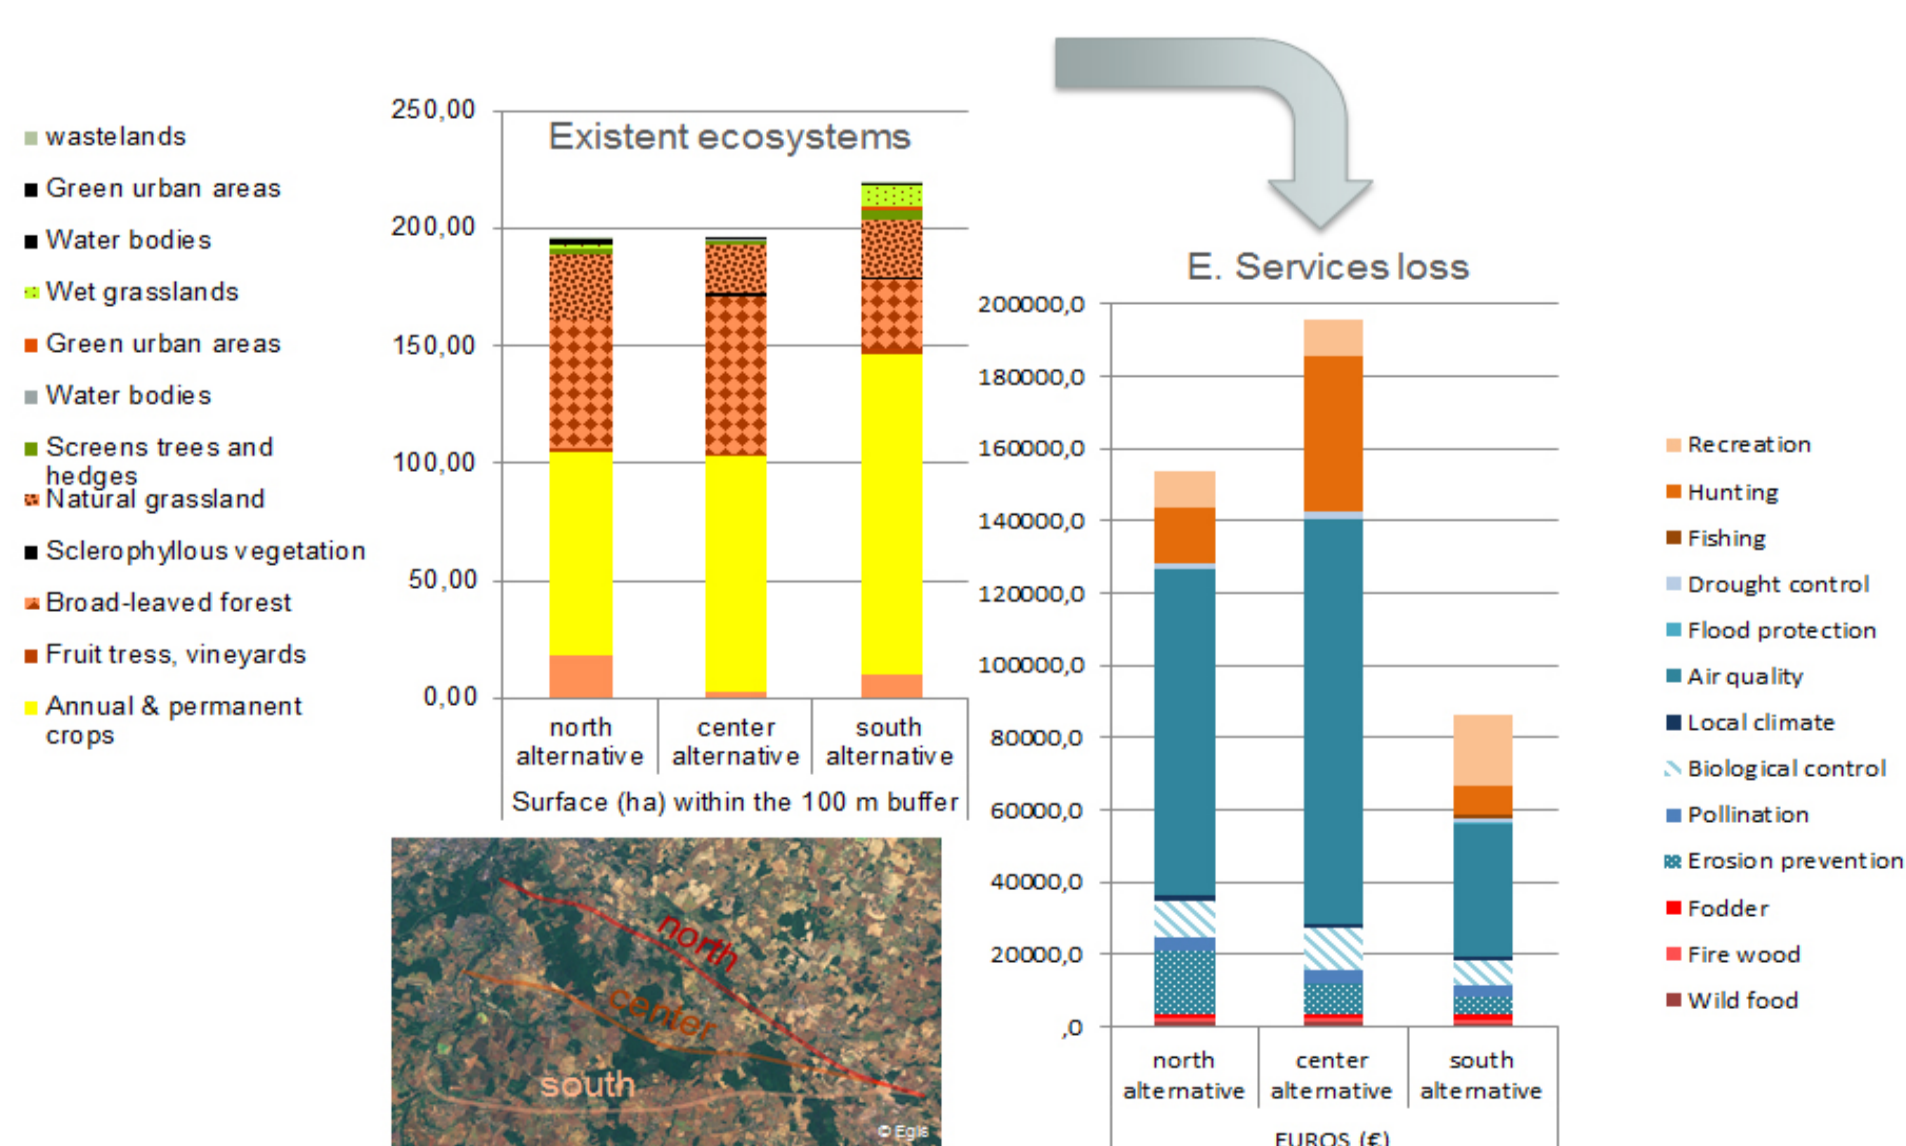 250,00
200,00
150,00
100,00
50,00
0,00
Existent ecosystems
wastelands
Green urban areas
Water bodies
Wet grasslands
Green urban areas
Water bodies
Screens trees and
hedges
Natural grassland
Sclerophyllous vegetation
Broad-leaved forest
Fruit tress, vineyards
Annual & permanent
crops
north
alternative
center
alternative
south
alternative
Surface (ha) within the 100 m buffer
north
center
south
© Egis
E. Services loss
200000,0
180000,0
160000,0
140000,0
120000,0
100000,0
80000,0
60000,0
40000,0
20000,0
,0
north
alternative
center
alternative
south
alternative
EUROS (€)
Recreation
Hunting
Fishing
Drought control
Flood protection
Air quality
Local climate
Biological control
Pollination
Erosion prevention
Fodder
Fire wood
Wild food